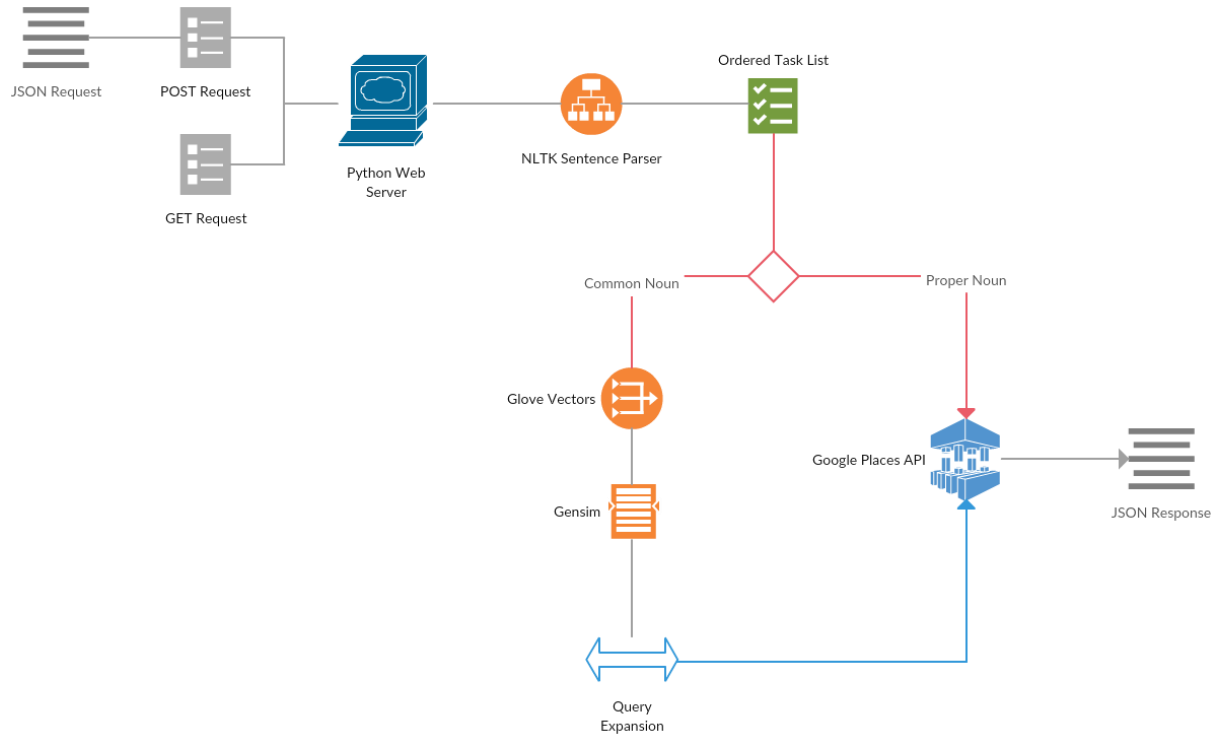 Ordered Task List
JSON Request
POST Request
NLTK Sentence Parser
Python Web
Server
GET Request
Common Noun
Proper Noun
Glove Vectors
Google Places API
Gensim
JSON Response
Query
Expansion